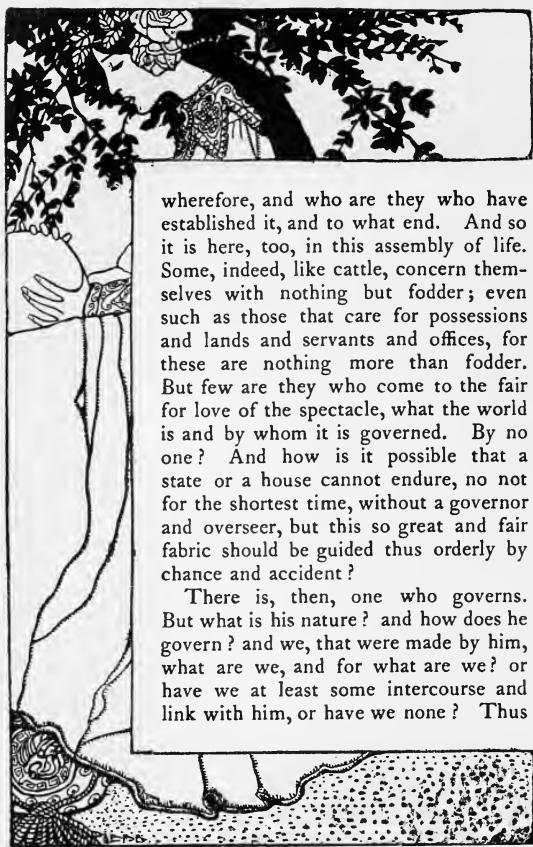 wherefore, and who are they who have
established it, and to what end. And so
it is here, too, in this assembly of life.
Some, indeed, like cattle, concern them-
selves with nothing but fodder; even
such as those that care for possessions
and lands and servants and offices, for
these are nothing more than fodder.
But few are they who come to the fair
for love of the spectacle, what the world
is and by whom it is governed. By no
one? And how is it possible that a
state or a house cannot endure, no not
for the shortest time, without a governor
and overseer, but this so great and fair
fabric should be guided thus orderly by
chance and accident?
There is, then, one who governs.
But what is his nature? and how does he
govern? and we, that were made by him,
what are we, and for what are we? or
have we at least some intercourse and
link with him, or have we none? Thus